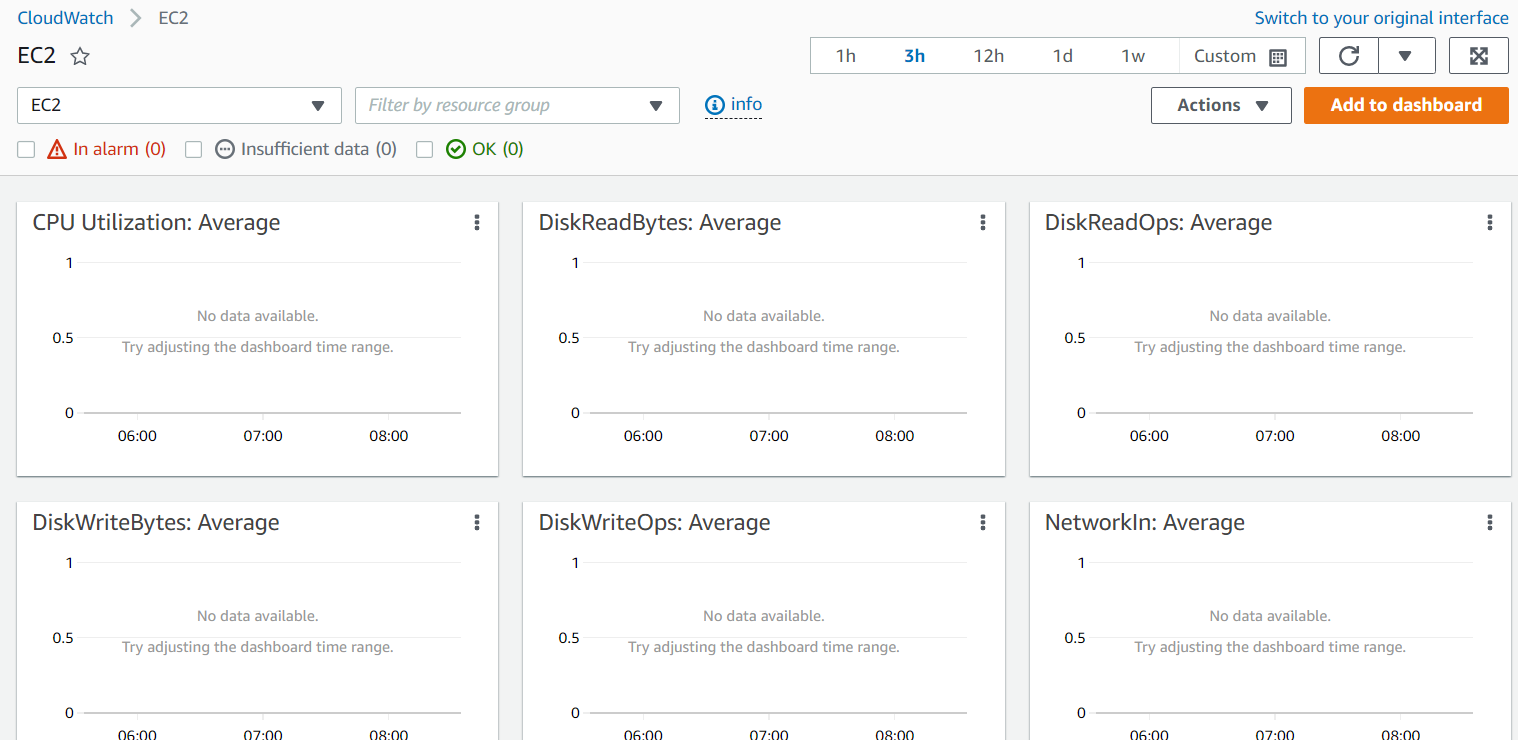 CloudWatch EC2 Switch to your original interface
EC2 1h 3h 12h 1d 1w Custom
EC2 Filter by resource group info Actions Add to dashboard
In alarm (0) Insufficient data (0) OK (0)
CPU Utilization: Average
1
No data available.
0.5
Try adjusting the dashboard time range.
0
06:00 07:00 08:00
DiskReadBytes: Average
1
No data available.
0.5
Try adjusting the dashboard time range.
0
06:00 07:00 08:00
DiskReadOps: Average
1
No data available.
0.5
Try adjusting the dashboard time range.
0
06:00 07:00 08:00
DiskWriteBytes: Average
1
No data available.
0.5
Try adjusting the dashboard time range.
0
06:00 07:00 08:00
DiskWriteOps: Average
1
No data available.
0.5
Try adjusting the dashboard time range.
0
06:00 07:00 08:00
NetworkIn: Average
1
No data available.
0.5
Try adjusting the dashboard time range.
0
06:00 07:00 08:00